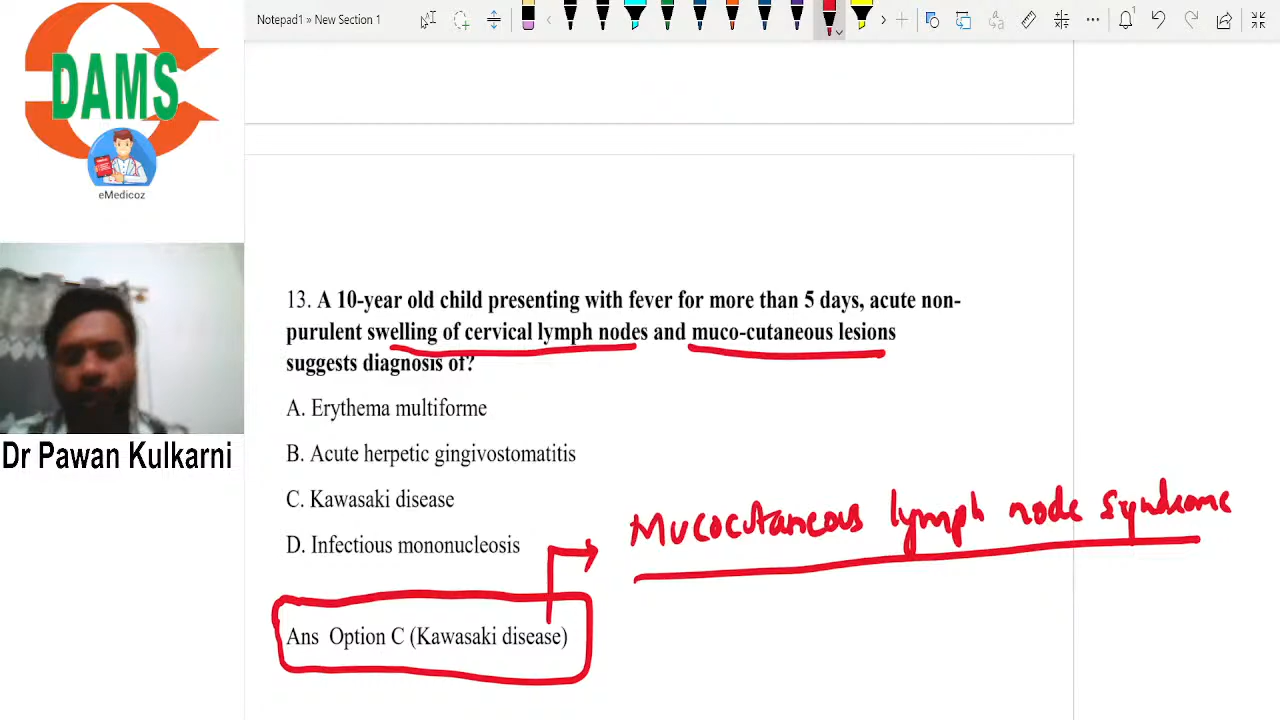 Notepad1 » New Section 1
DAMS
eMedicoz
13. A 10-year old child presenting with fever for more than 5 days, acute non-
purulent swelling of cervical lymph nodes and muco-cutaneous lesions
suggests diagnosis of?
A. Erythema multiforme
B. Acute herpetic gingivostomatitis
Dr Pawan Kulkarni
C. Kawasaki disease
Mucocutaneous lymph node syndrome
D. Infectious mononucleosis
Ans Option C (Kawasaki disease)